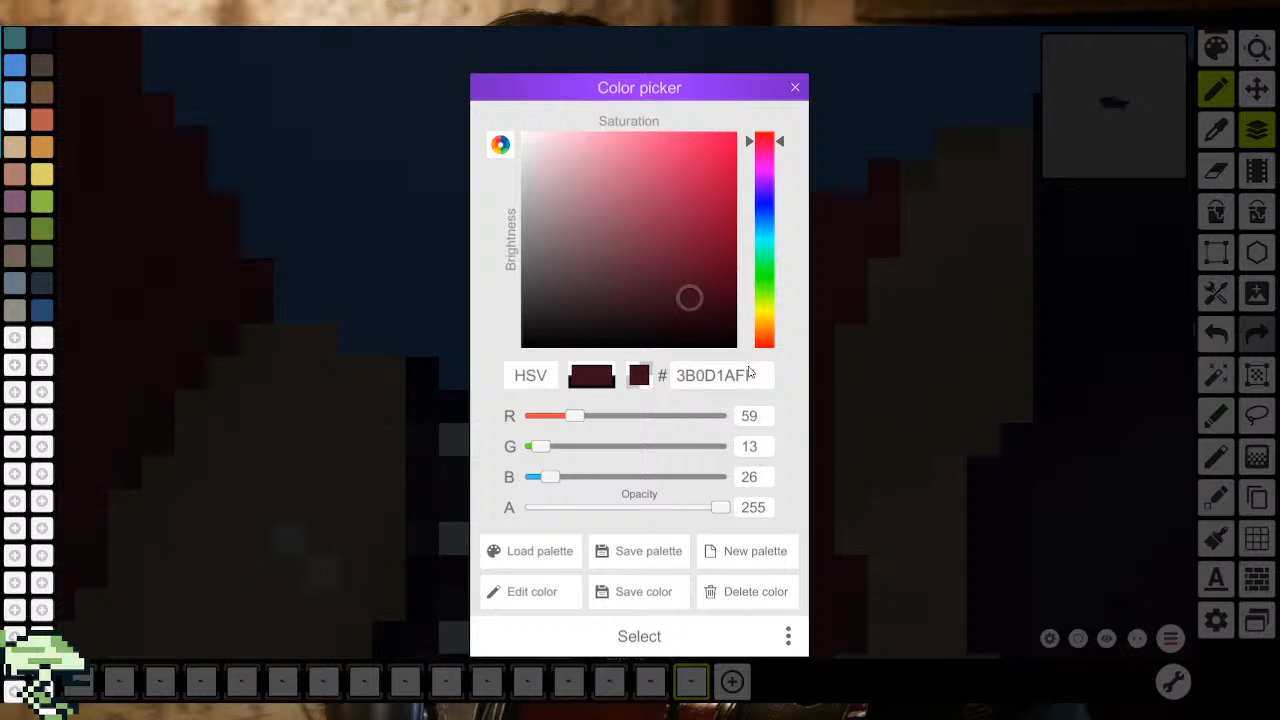 Color picker
Saturation
Brightness
HSV
# 3B0D1AFF
R 59
G 13
B 26
Opacity
A 255
Load palette
Save palette
New palette
Edit color
Save color
Delete color
Select